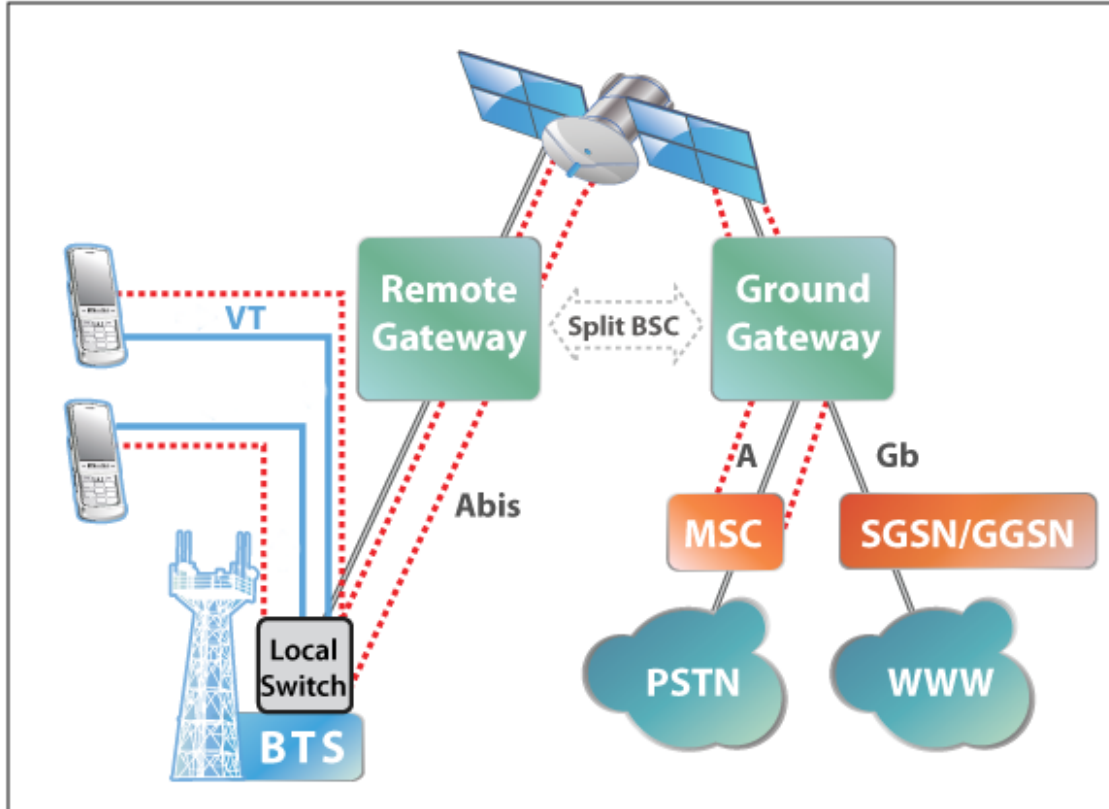 Remote
Gateway
Ground
Gateway
Split BSC
VT
A
Gb
Abis
MSC
SGSN/GGSN
Local
Switch
PSTN
WWW
BTS